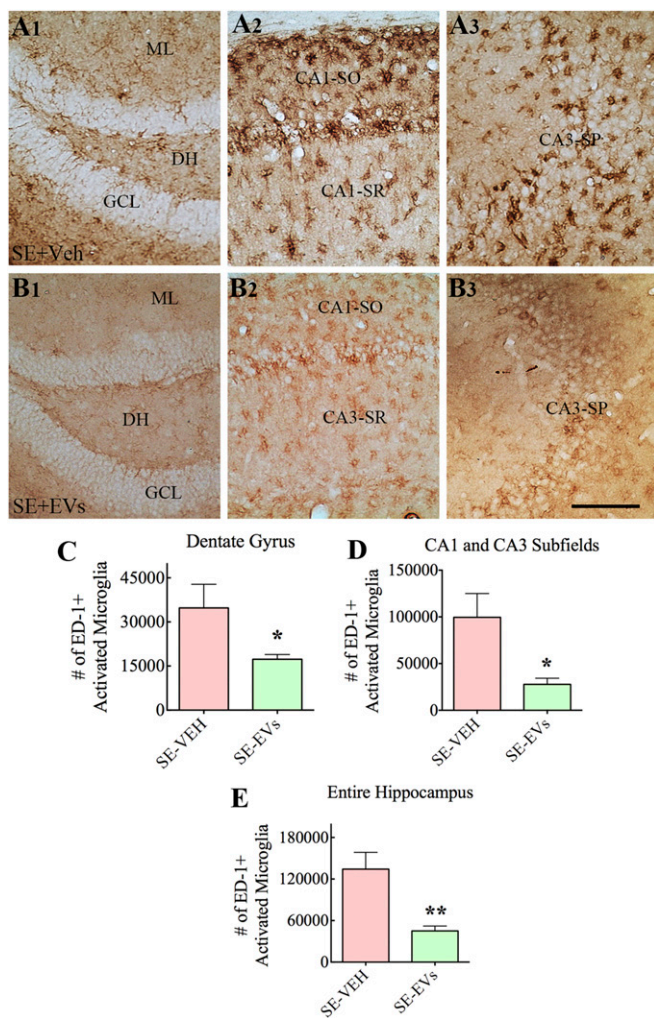 A1
ML
DH
GCL
SE+Veh
A2
CA1-SO
CA1-SR
A3
CA3-SP
B1
ML
DH
GCL
SE+EVs
B2
CA1-SO
CA3-SR
B3
CA3-SP
C
Dentate Gyrus
# of ED-1+
Activated Microglia
45000
30000
15000
0
*
SE-VEH
SE-EVs
D
CA1 and CA3 Subfields
# of ED-1+
Activated Microglia
150000
100000
50000
0
*
SE-VEH
SE-EVs
E
Entire Hippocampus
# of ED-1+
Activated Microglia
180000
120000
60000
0
**
SE-VEH
SE-EVs